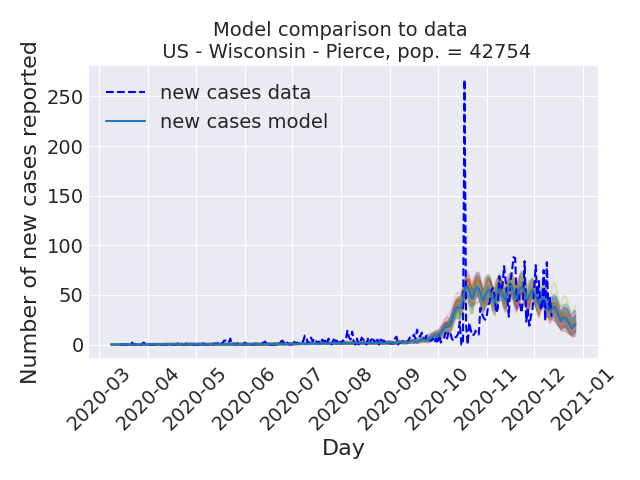 Model comparison to data
US - Wisconsin - Pierce, pop. = 42754
new cases data
new cases model
Number of new cases reported
250
200
150
100
50
0
2020-03
2020-04
2020-05
2020-06
2020-07
2020-08
2020-09
2020-10
2020-11
2020-12
2021-01
Day